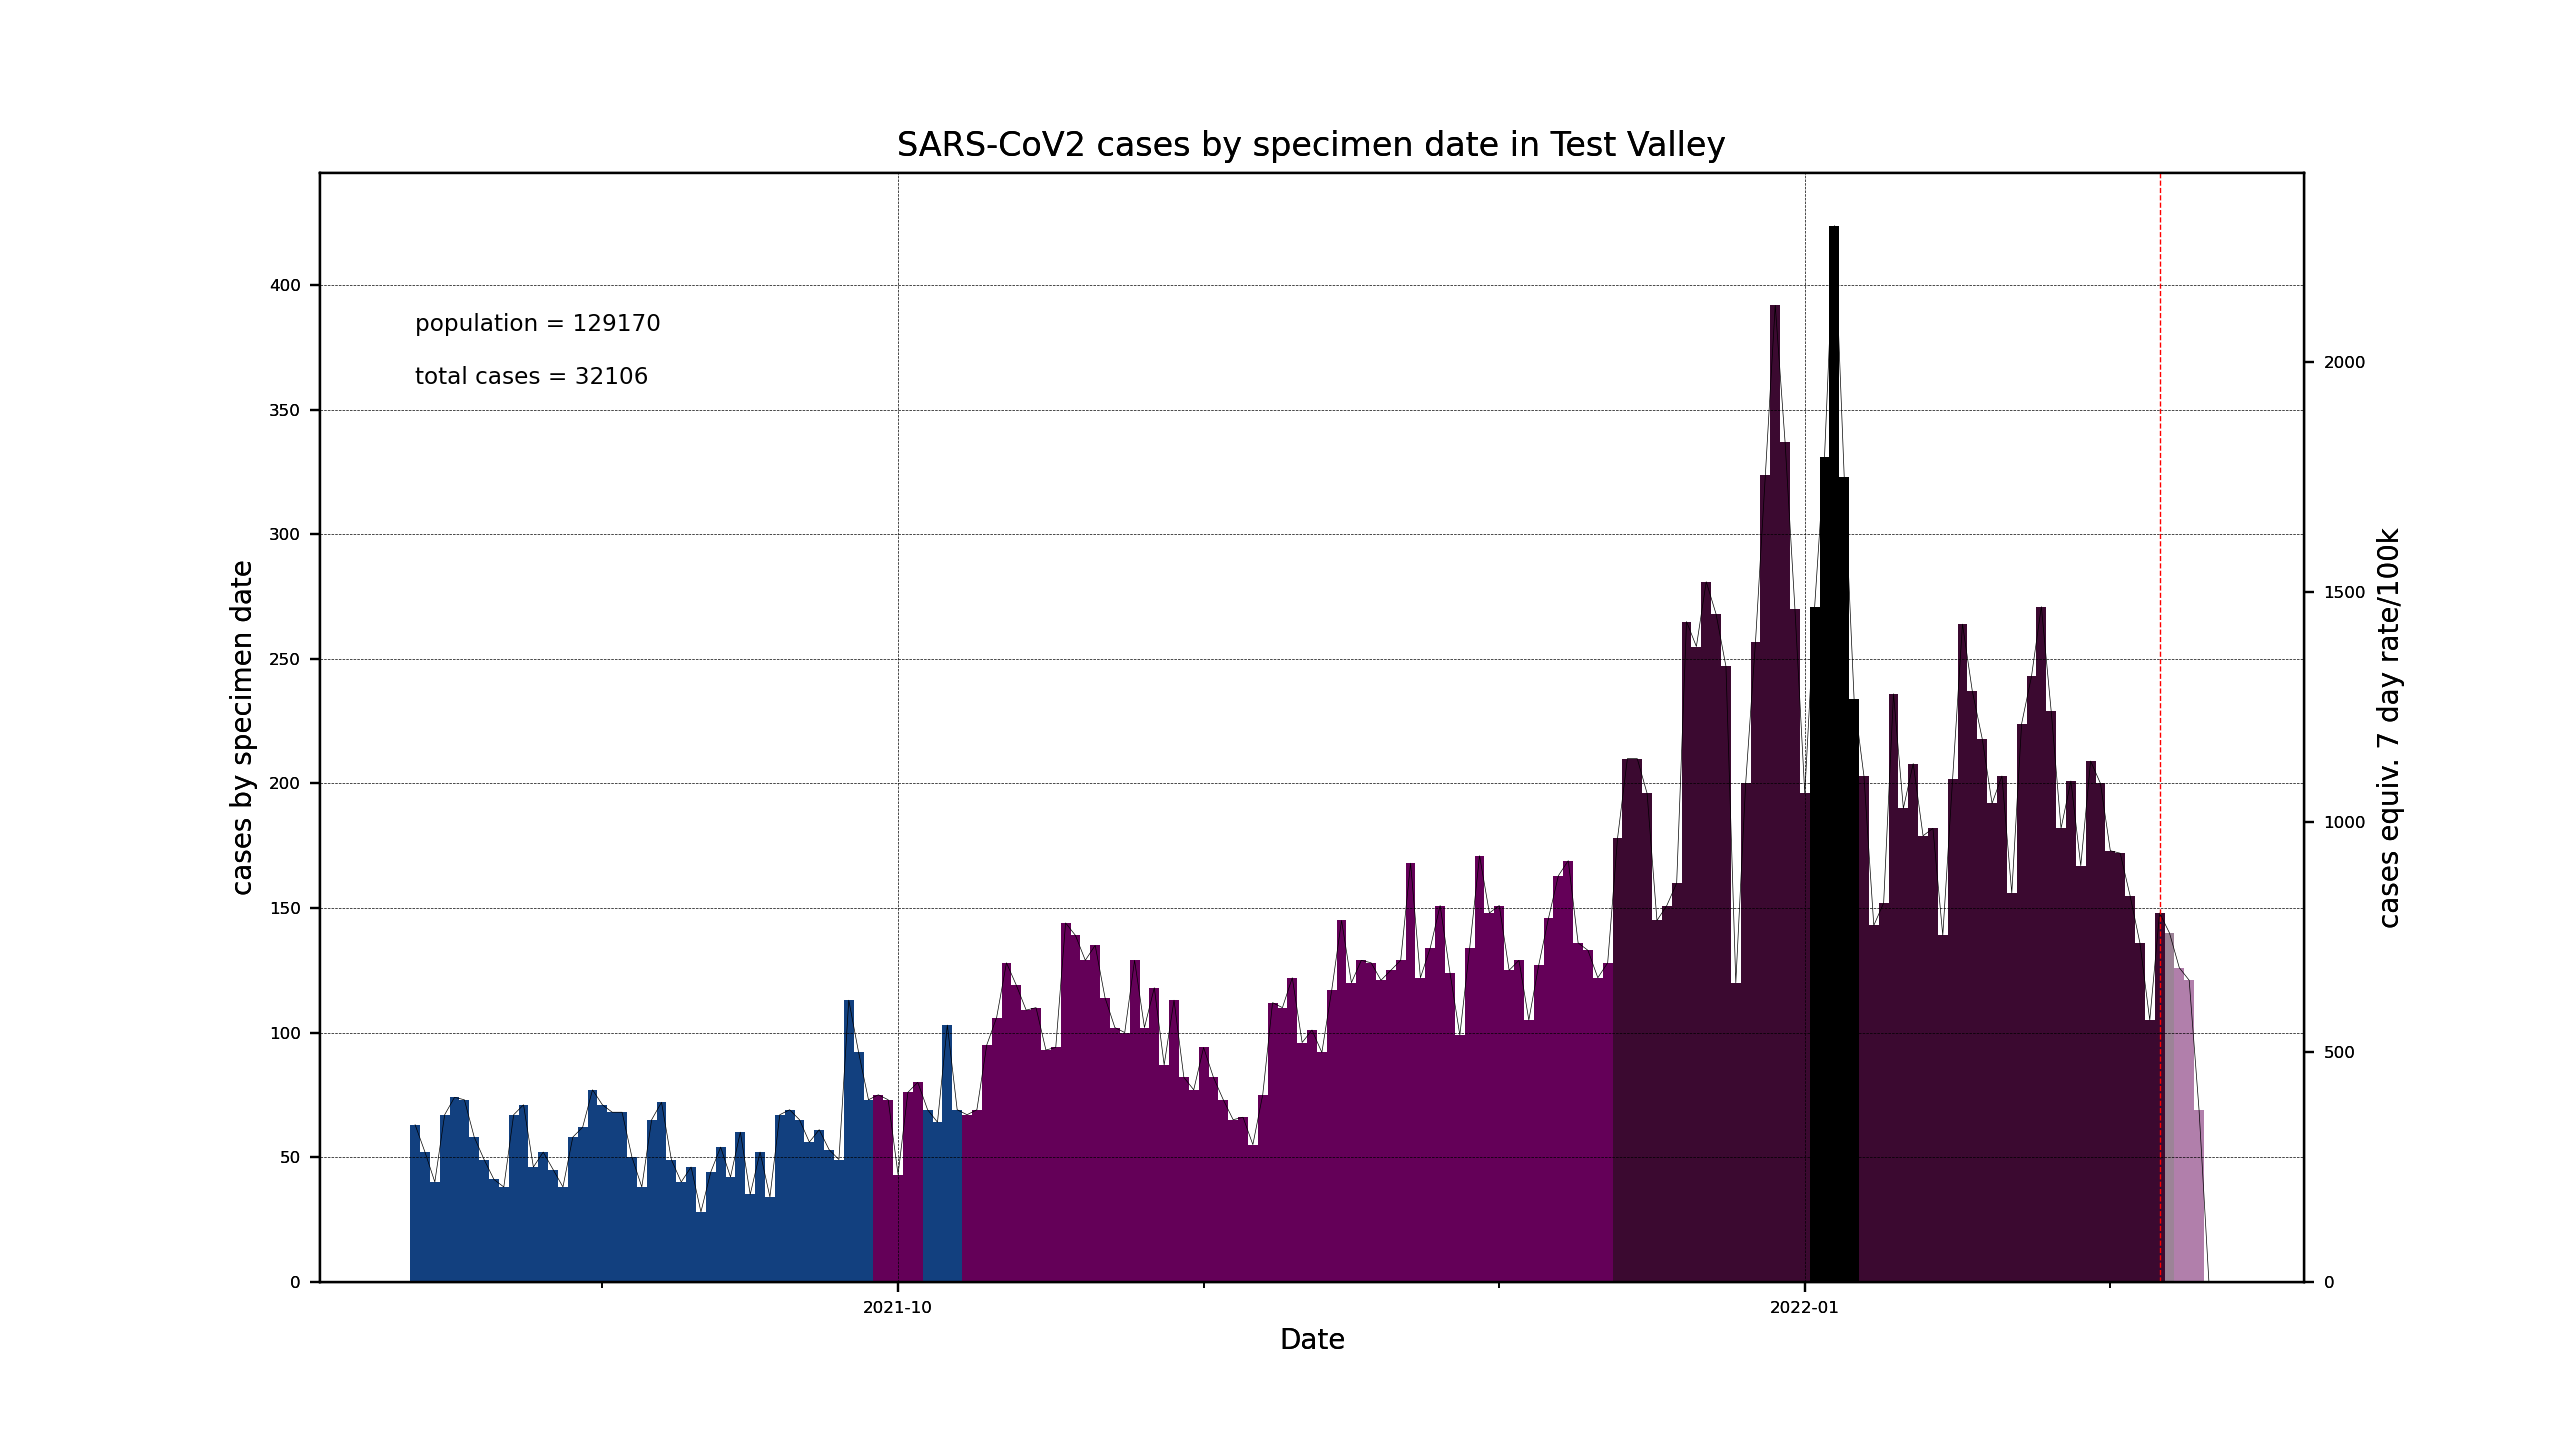 SARS-CoV2 cases by specimen date in Test Valley
population = 129170
total cases = 32106
cases by specimen date
400
350
300
250
200
150
100
50
0
2000
1500
1000
500
0
cases equiv. 7 day rate/100k
2021-10
2022-01
Date